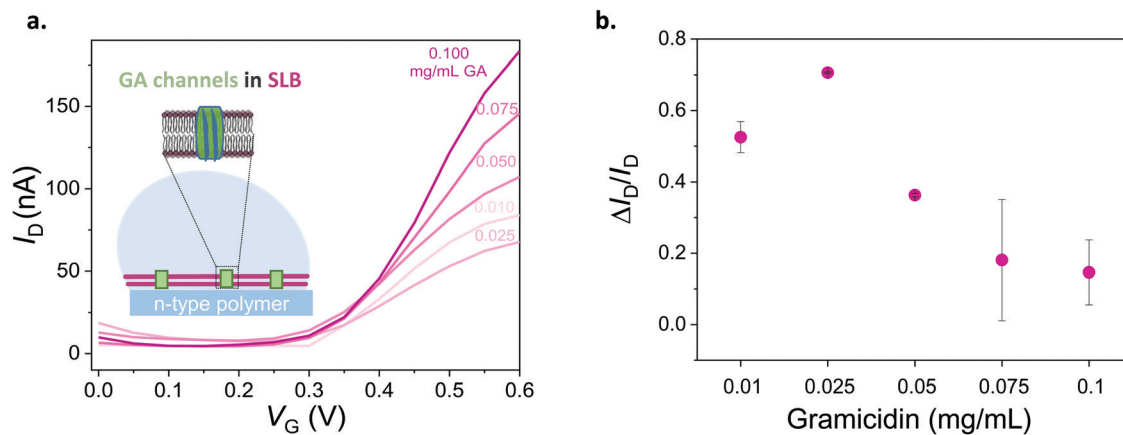 a.
GA channels in SLB
n-type polymer
0.100
mg/mL GA
0.075
0.050
0.010
0.025
150
100
50
0
I_D (nA)
0.0 0.1 0.2 0.3 0.4 0.5 0.6
V_G (V)
b.
0.8
0.6
0.4
0.2
0.0
ΔI_D/I_D
0.01 0.025 0.05 0.075 0.1
Gramicidin (mg/mL)